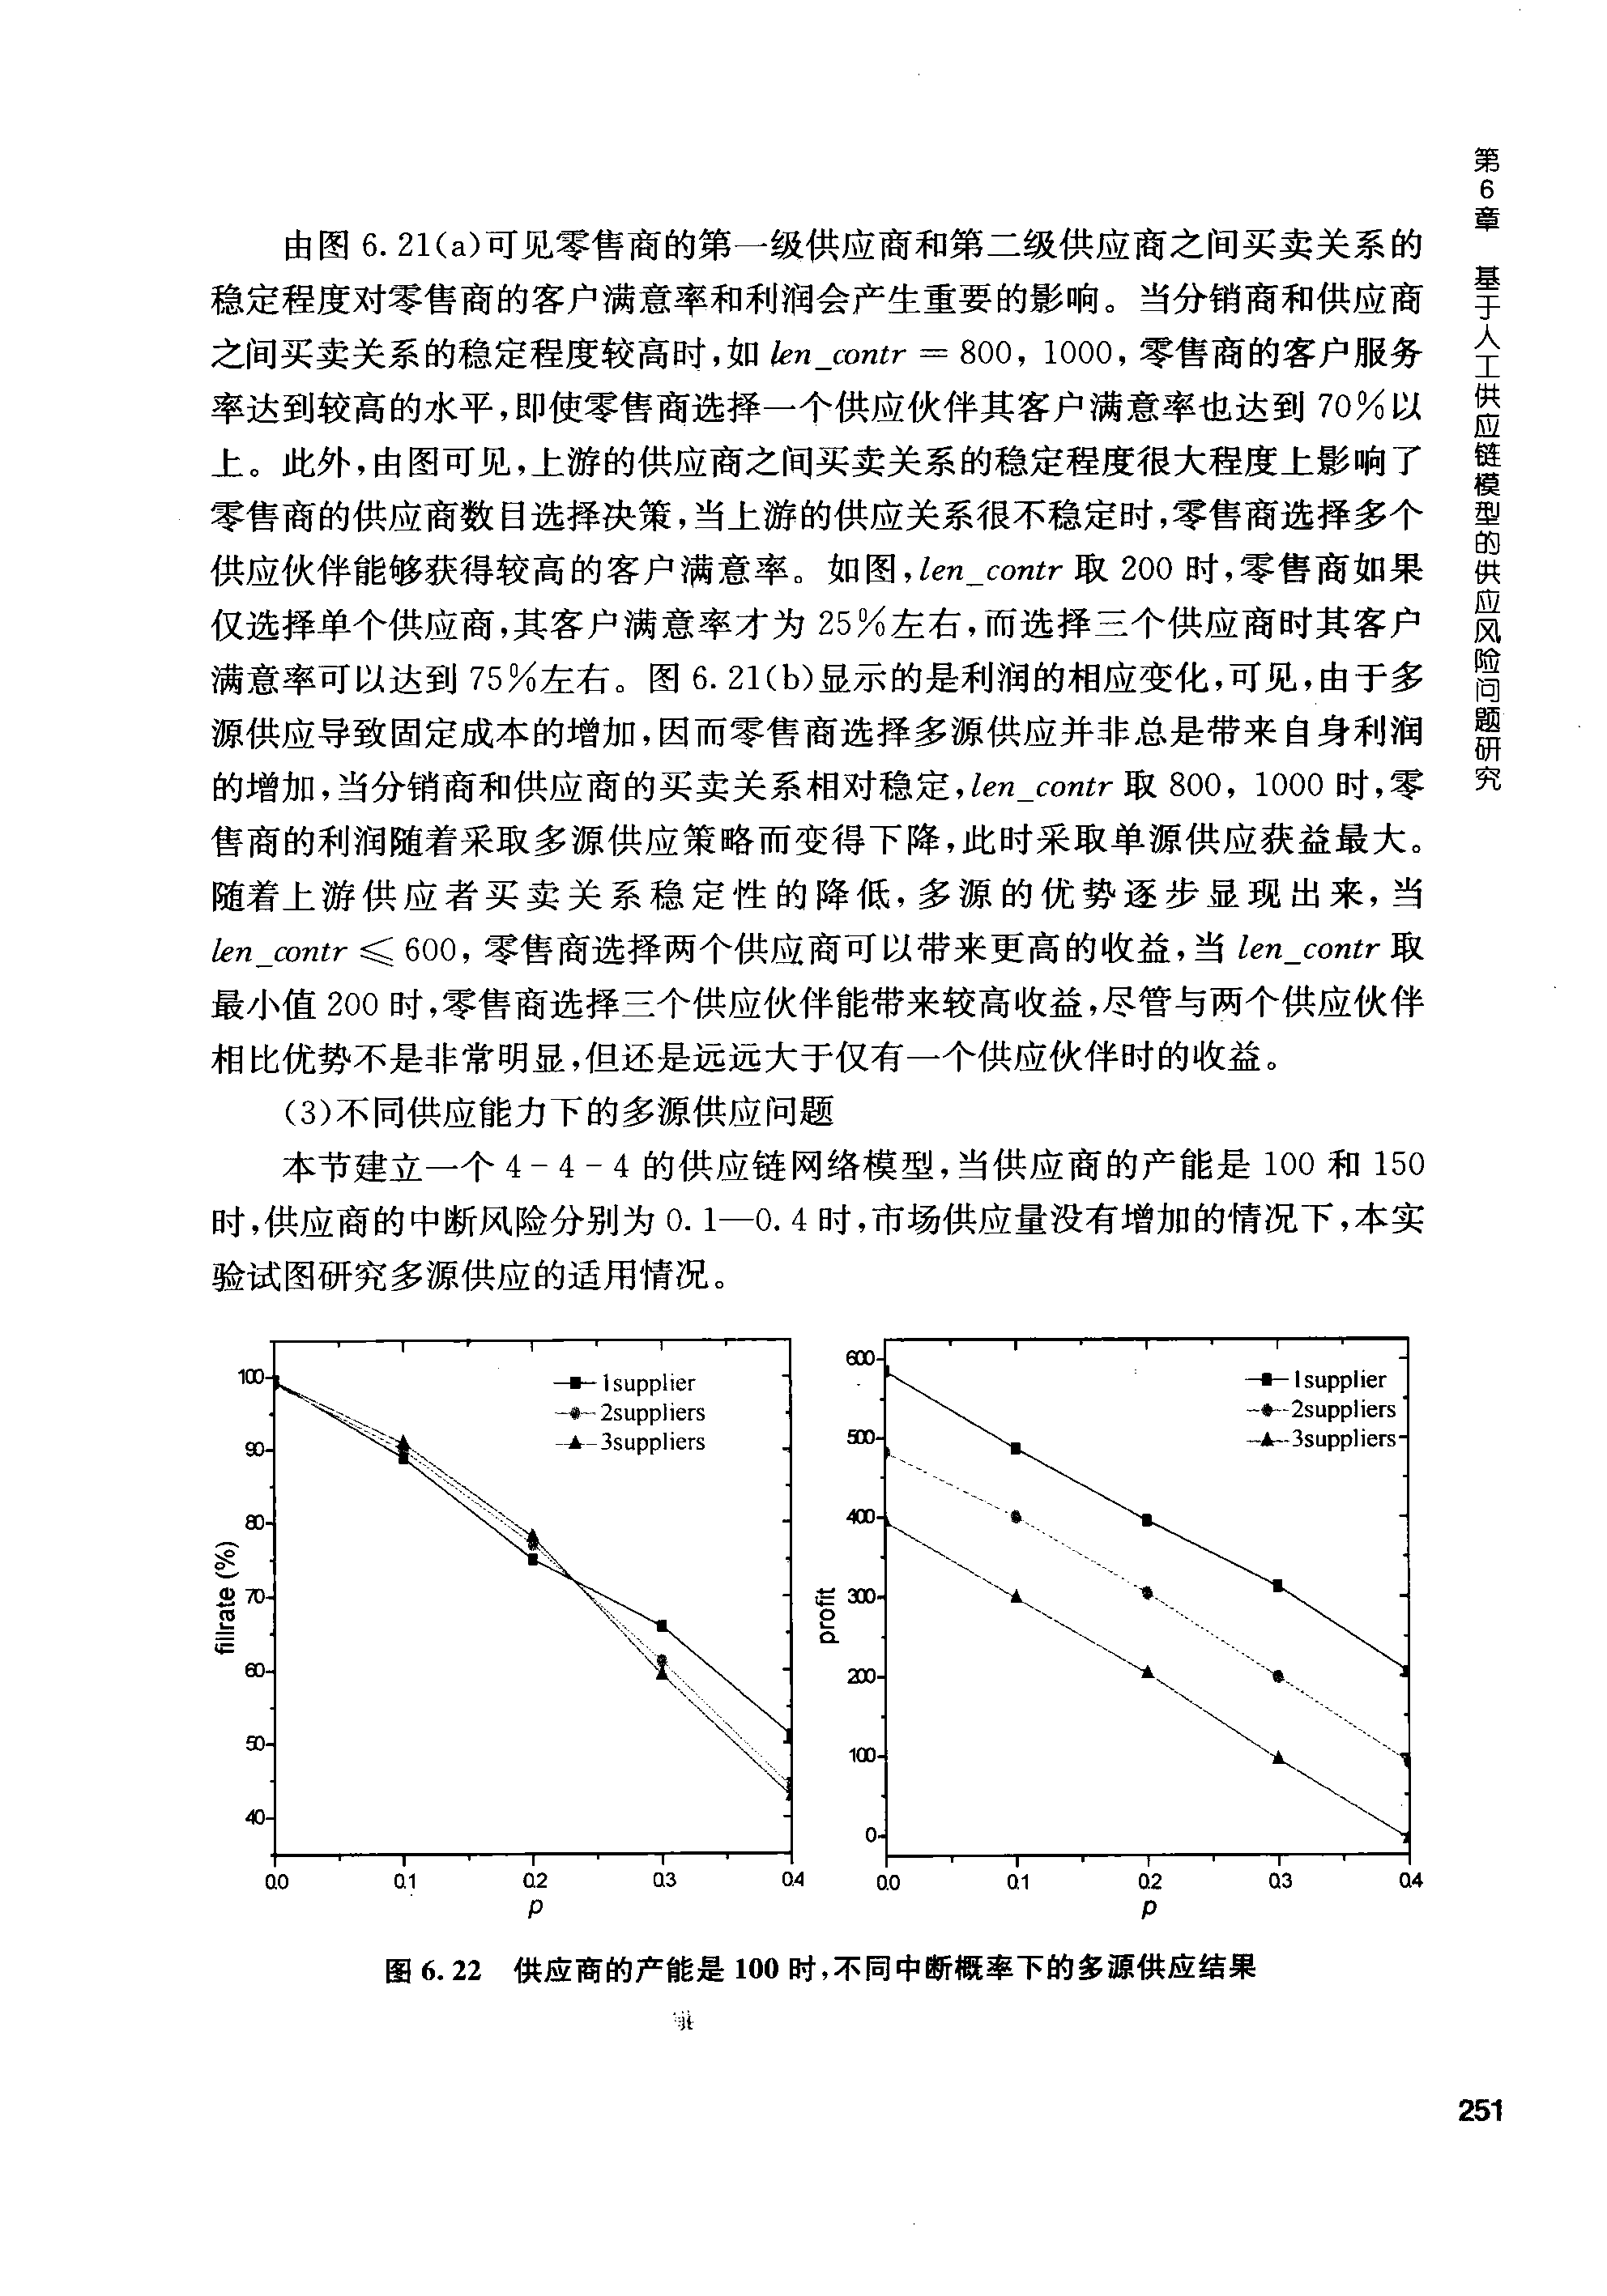 第6章 基于人工供应链模型的供应风险问题研究
由图 6.21(a)可见零售商的第一级供应商和第二级供应商之间买卖关系的
稳定程度对零售商的客户满意率和利润会产生重要的影响。当分销商和供应商
之间买卖关系的稳定程度较高时,如 len_contr = 800, 1000, 零售商的客户服务
率达到较高的水平,即使零售商选择一个供应伙伴其客户满意率也达到 70%以
上。此外,由图可见,上游的供应商之间买卖关系的稳定程度很大程度上影响了
零售商的供应商数目选择决策,当上游的供应关系很不稳定时,零售商选择多个
供应伙伴能够获得较高的客户满意率。如图,len_contr 取 200 时,零售商如果
仅选择单个供应商,其客户满意率才为 25%左右,而选择三个供应商时其客户
满意率可以达到 75%左右。图 6.21(b)显示的是利润的相应变化,可见,由于多
源供应导致固定成本的增加,因而零售商选择多源供应并非总是带来自身利润
的增加,当分销商和供应商的买卖关系相对稳定,len_contr 取 800, 1000 时,零
售商的利润随着采取多源供应策略而变得下降,此时采取单源供应获益最大。
随着上游供应者买卖关系稳定性的降低,多源的优势逐步显现出来,当
len_contr ≤ 600, 零售商选择两个供应商可以带来更高的收益,当 len_contr 取
最小值 200 时,零售商选择三个供应伙伴能带来较高收益,尽管与两个供应伙伴
相比优势不是非常明显,但还是远远大于仅有一个供应伙伴时的收益。
(3)不同供应能力下的多源供应问题
本节建立一个 4-4-4 的供应链网络模型,当供应商的产能是 100 和 150
时,供应商的中断风险分别为 0.1—0.4 时,市场供应量没有增加的情况下,本实
验试图研究多源供应的适用情况。
100
90
80
70
60
50
40
fillrate (%)
1supplier
2suppliers
3suppliers
0.0 0.1 0.2 0.3 0.4
p
600
500
400
300
200
100
0
profit
1supplier
2suppliers
3suppliers
0.0 0.1 0.2 0.3 0.4
p
图 6.22 供应商的产能是 100 时,不同中断概率下的多源供应结果
251